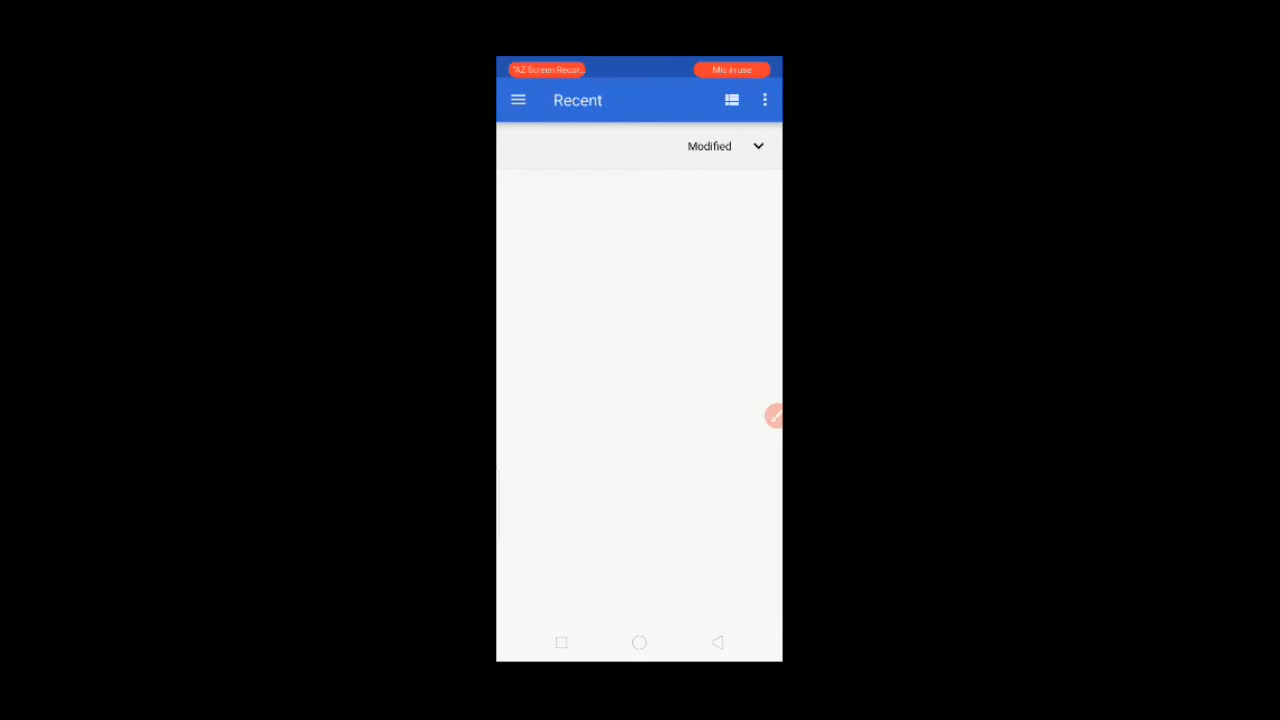 "AZ Screen Recor..
Mic in use
Recent
Modified